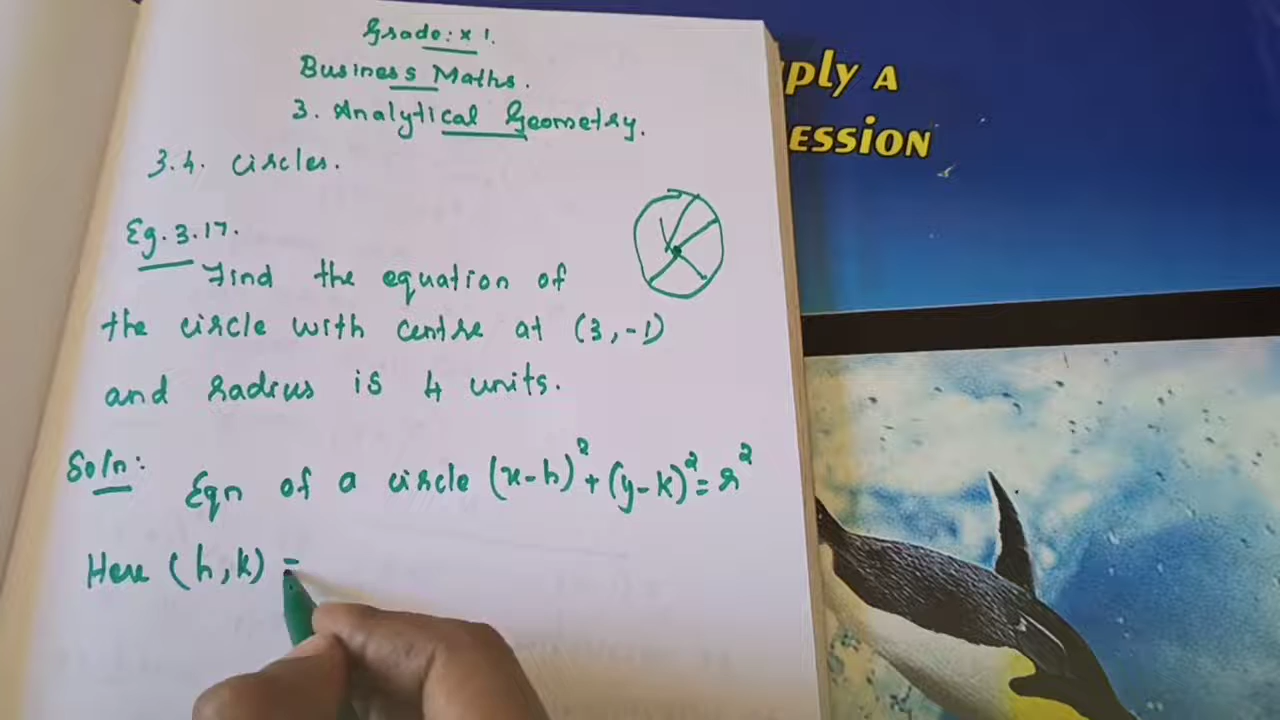 Grade: XI.
Business Maths.
3. Analytical Geometry.
3.4. circles.
Eg. 3.17.
Find the equation of
the circle with centre at (3, -1)
and radius is 4 units.
Soln:
Eqn of a circle (x-h)²+(y-k)²=r²
Here (h, k) =
PLY A
ESSION